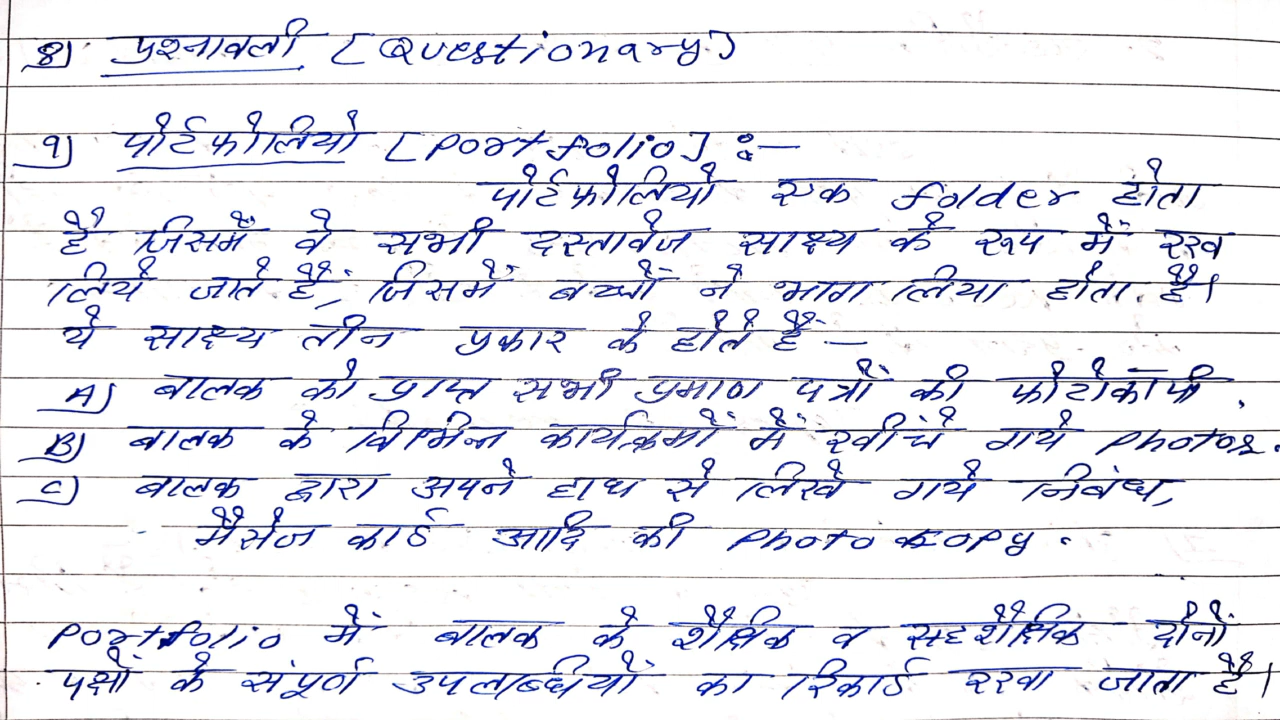 8) प्रश्नावली [Questionary]
9) पोर्टफोलियो [Portfolio] :-
पोर्टफोलियो एक folder होता
है जिसमें वे सभी दस्तावेज साक्ष्य के रूप में रख
लिये जाते हैं, जिसमें बच्चों ने भाग लिया होता है।
ये साक्ष्य तीन प्रकार के होते हैं -
A) बालक को प्राप्त सभी प्रमाण पत्रों की फोटोकॉपी.
B) बालक के विभिन्न कार्यक्रमों में खींचे गये photos.
C) बालक द्वारा अपने हाथ से लिखे गये निबंध,
मैसेज कार्ड आदि की photo copy.
Portfolio में बालक के शैक्षिक व सहशैक्षिक दोनों
पक्षों के संपूर्ण उपलब्धियों का रिकार्ड रखा जाता है।